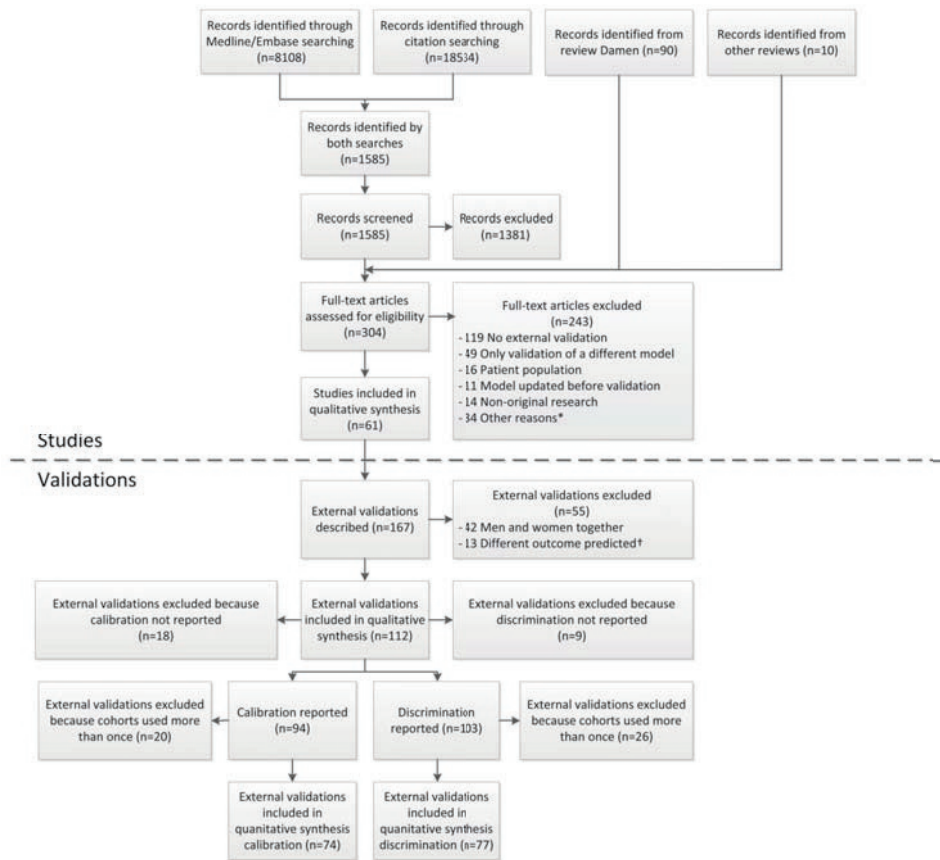 Records identified through
Medline/Embase searching
(n=8108)
Records identified through
citation searching
(n=18534)
Records identified from
review Damen (n=90)
Records identified from
other reviews (n=10)
Records identified by
both searches
(n=1585)
Records screened
(n=1585)
Records excluded
(n=1381)
Full-text articles
assessed for eligibility
(n=304)
Full-text articles excluded
(n=243)
- 119 No external validation
- 49 Only validation of a different model
- 16 Patient population
- 11 Model updated before validation
- 14 Non-original research
- 34 Other reasons*
Studies included in
qualitative synthesis
(n=61)
Studies
Validations
External validations
described (n=167)
External validations excluded
(n=55)
- 42 Men and women together
- 13 Different outcome predicted†
External validations excluded because
calibration not reported
(n=18)
External validations
included in qualitative
synthesis (n=112)
External validations excluded because
discrimination not reported
(n=9)
External validations excluded
because cohorts used more
than once (n=20)
Calibration reported
(n=94)
Discrimination
reported (n=103)
External validations excluded
because cohorts used more
than once (n=26)
External validations
included in
quanitative synthesis
calibration (n=74)
External validations
included in
quanitative synthesis
discrimination (n=77)